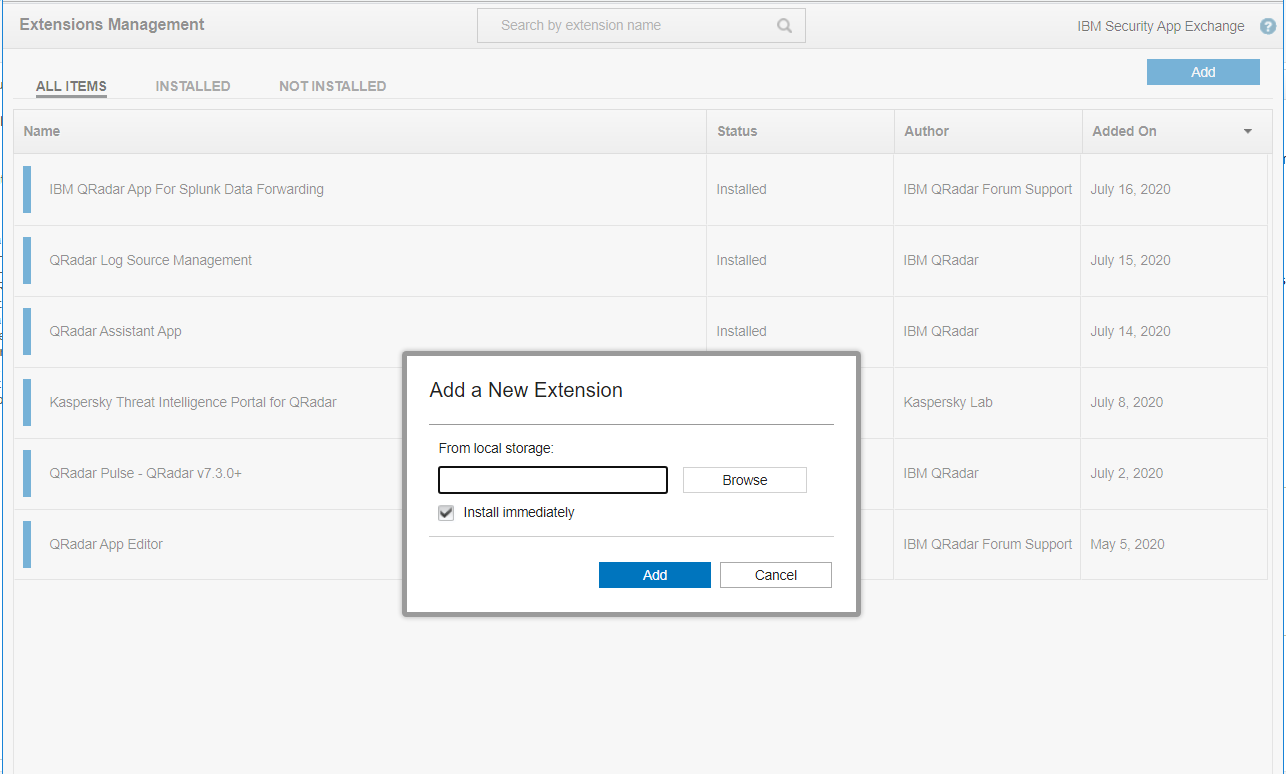 Extensions Management
Search by extension name
IBM Security App Exchange ?
Add
ALL ITEMS INSTALLED NOT INSTALLED
Name Status Author Added On
IBM QRadar App For Splunk Data Forwarding Installed IBM QRadar Forum Support July 16, 2020
QRadar Log Source Management Installed IBM QRadar July 15, 2020
QRadar Assistant App Installed IBM QRadar July 14, 2020
Kaspersky Threat Intelligence Portal for QRadar Kaspersky Lab July 8, 2020
QRadar Pulse - QRadar v7.3.0+ IBM QRadar July 2, 2020
QRadar App Editor IBM QRadar Forum Support May 5, 2020
Add a New Extension
From local storage:
Browse
Install immediately
Add Cancel